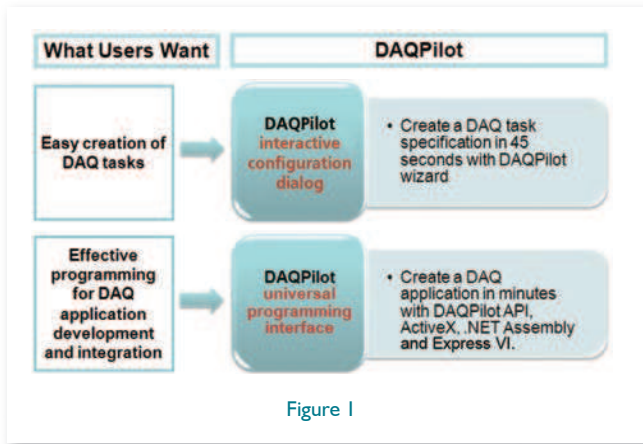 What Users Want
DAQPilot
Easy creation of
DAQ tasks
DAQPilot
interactive
configuration
dialog
• Create a DAQ task
specification in 45
seconds with DAQPilot
wizard
Effective
programming
for DAQ
application
development
and integration
DAQPilot
universal
programming
interface
• Create a DAQ
application in minutes
with DAQPilot API,
ActiveX, .NET Assembly
and Express VI.
Figure 1